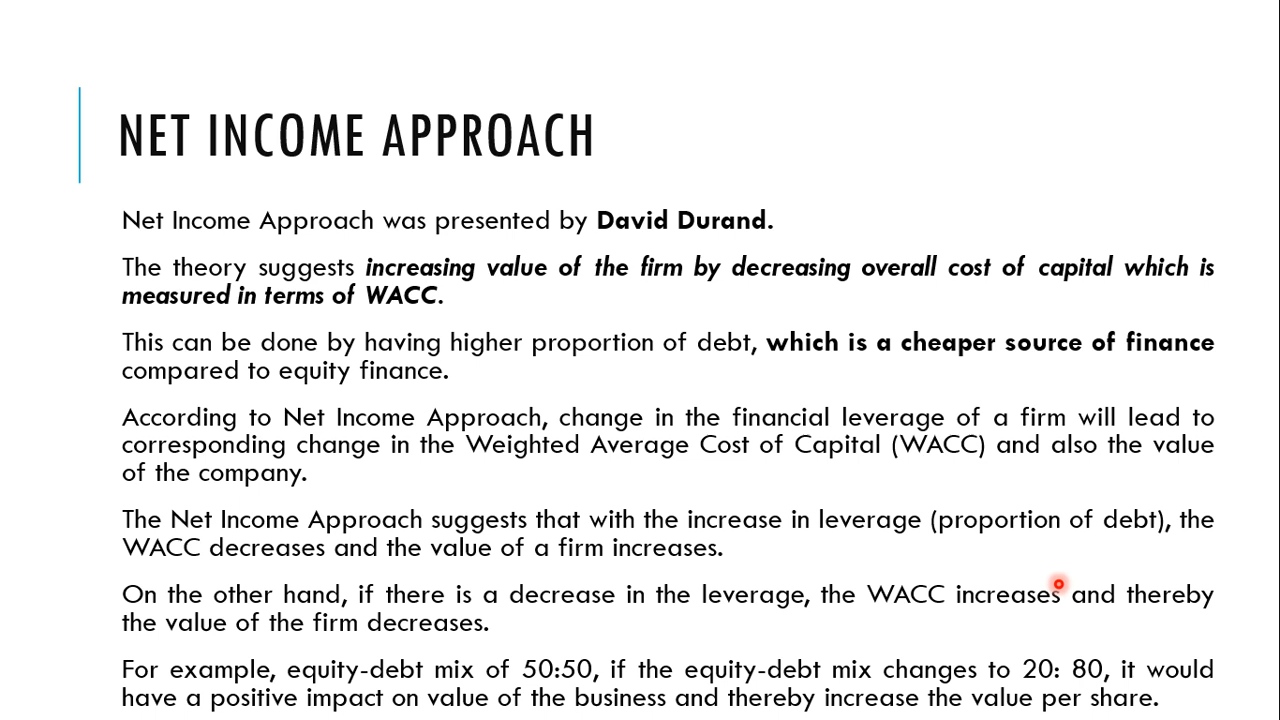 NET INCOME APPROACH
Net Income Approach was presented by David Durand.
The theory suggests increasing value of the firm by decreasing overall cost of capital which is
measured in terms of WACC.
This can be done by having higher proportion of debt, which is a cheaper source of finance
compared to equity finance.
According to Net Income Approach, change in the financial leverage of a firm will lead to
corresponding change in the Weighted Average Cost of Capital (WACC) and also the value
of the company.
The Net Income Approach suggests that with the increase in leverage (proportion of debt), the
WACC decreases and the value of a firm increases.
On the other hand, if there is a decrease in the leverage, the WACC increases and thereby
the value of the firm decreases.
For example, equity-debt mix of 50:50, if the equity-debt mix changes to 20: 80, it would
have a positive impact on value of the business and thereby increase the value per share.